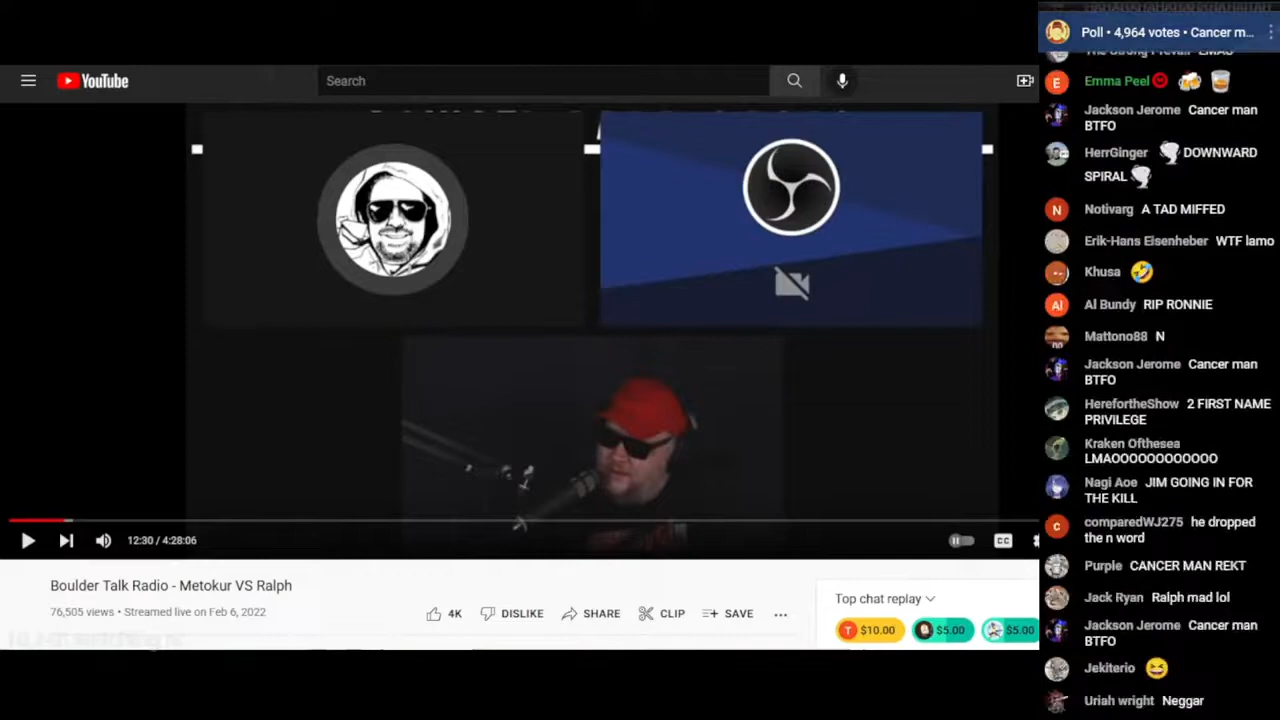 Poll • 4,964 votes • Cancer m...
YouTube
Search
Emma Peel
Jackson Jerome Cancer man
BTFO
HerrGinger DOWNWARD
SPIRAL
N
Notivarg A TAD MIFFED
Erik-Hans Eisenheber WTF lamo
Khusa
Al
Al Bundy RIP RONNIE
Mattono88 N
Jackson Jerome Cancer man
BTFO
HerefortheShow 2 FIRST NAME
PRIVILEGE
Kraken Ofthesea
LMAOOOOOOOOOOO
Nagi Aoe JIM GOING IN FOR
THE KILL
C
comparedWJ275 he dropped
the n word
Purple CANCER MAN REKT
Jack Ryan Ralph mad lol
Jackson Jerome Cancer man
BTFO
Jekiterio
Uriah wright Neggar
12:30 / 4:28:06
CC
Boulder Talk Radio - Metokur VS Ralph
76,505 views • Streamed live on Feb 6, 2022
4K DISLIKE SHARE CLIP SAVE ...
Top chat replay
T $10.00 $5.00 $5.00